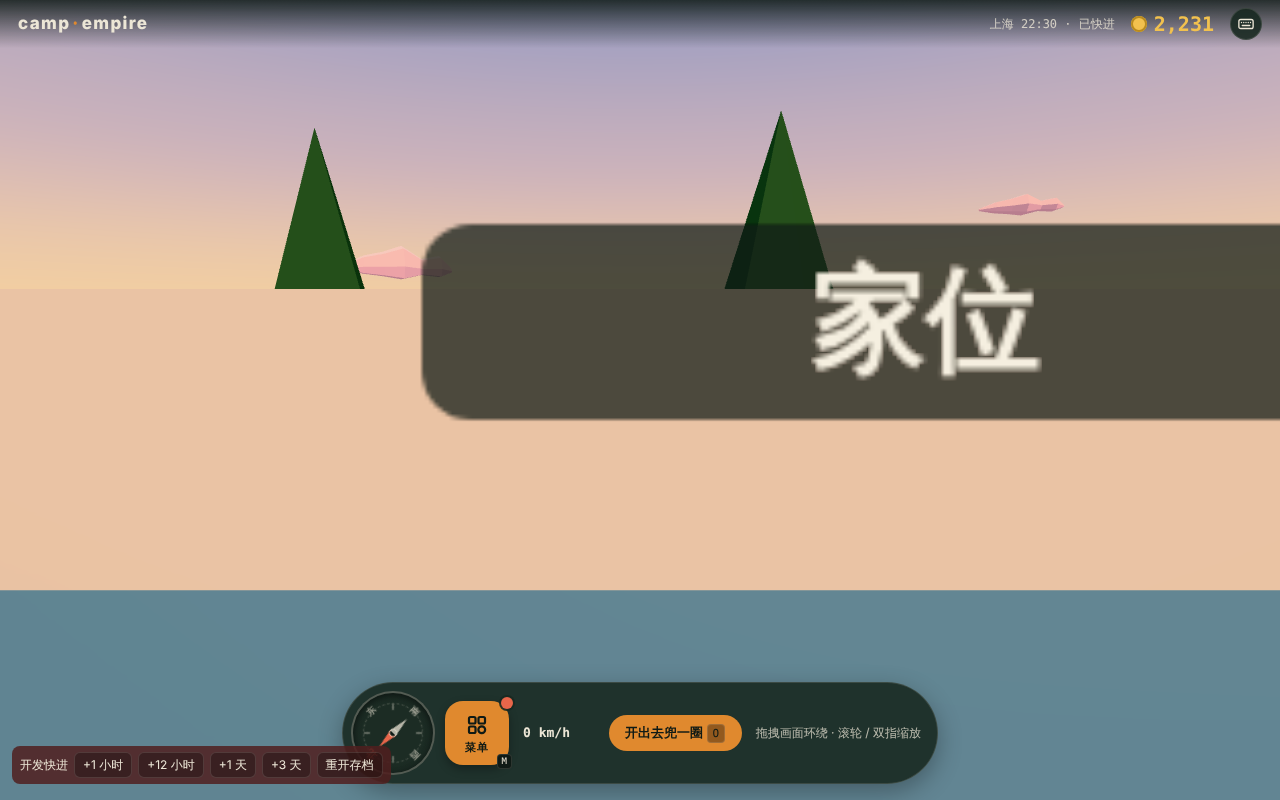 camp·empire
上海 22:30 · 已快进
2,231
家位
东
南
菜单
M
0 km/h
开出去兜一圈 0
拖拽画面环绕 · 滚轮 / 双指缩放
开发快进
+1 小时
+12 小时
+1 天
+3 天
重开存档